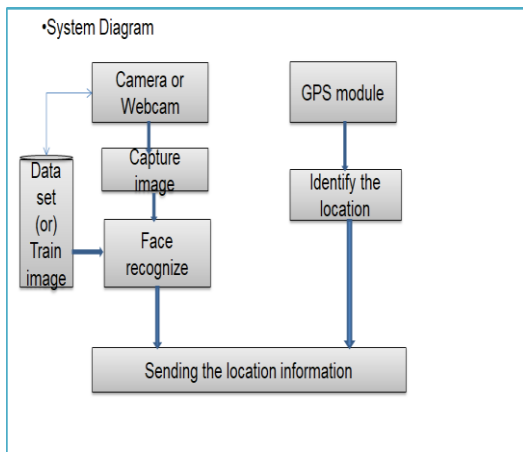 •System Diagram
Camera or
Webcam
GPS module
Capture
image
Data
set
(or)
Train
image
Identify the
location
Face
recognize
Sending the location information